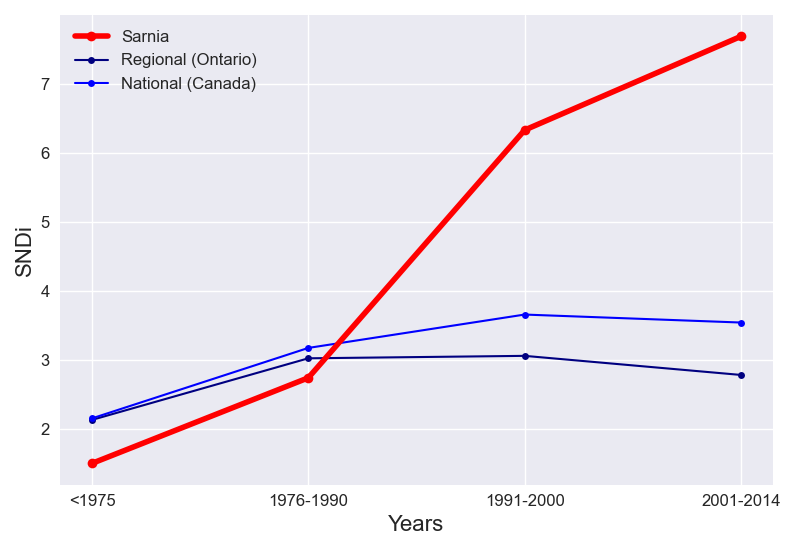 Sarnia
Regional (Ontario)
National (Canada)
7
6
5
4
3
2
SNDi
<1975 1976-1990 1991-2000 2001-2014
Years